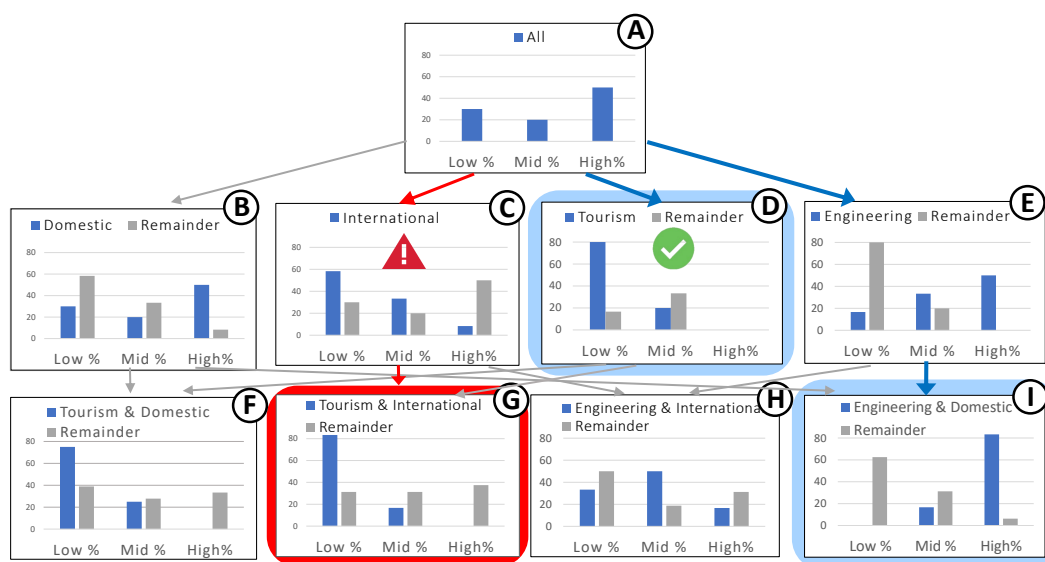 A
All
80
60
40
20
0
Low % Mid % High%
B
Domestic Remainder
80
60
40
20
0
Low % Mid % High%
C
International
!
80
60
40
20
0
Low % Mid % High%
D
Tourism Remainder
80
60
40
20
0
Low % Mid % High%
E
Engineering Remainder
80
60
40
20
0
Low % Mid % High%
F
Tourism & Domestic
Remainder
80
60
40
20
0
Low % Mid % High%
G
Tourism & International
Remainder
80
60
40
20
0
Low % Mid % High%
H
Engineering & International
Remainder
80
60
40
20
0
Low % Mid % High%
I
Engineering & Domestic
Remainder
80
60
40
20
0
Low % Mid % High%